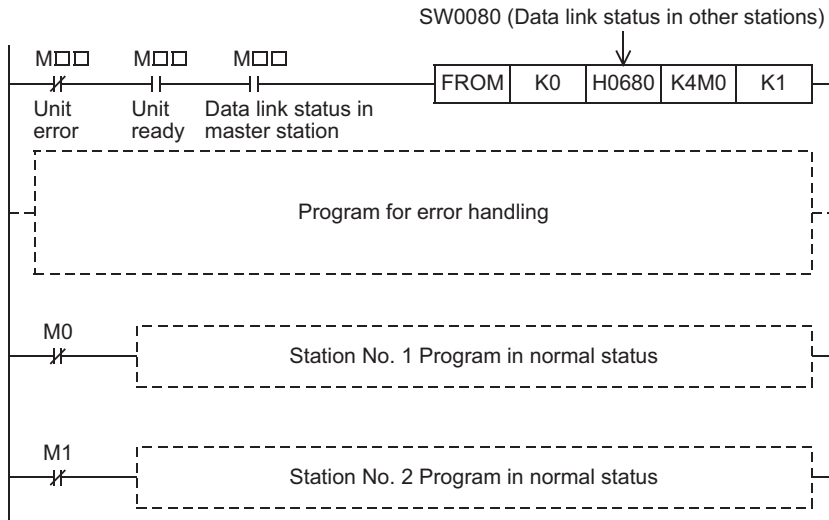 SW0080 (Data link status in other stations)
M□□ M□□ M□□
FROM K0 H0680 K4M0 K1
Unit error
Unit ready
Data link status in master station
Program for error handling
M0
Station No. 1 Program in normal status
M1
Station No. 2 Program in normal status